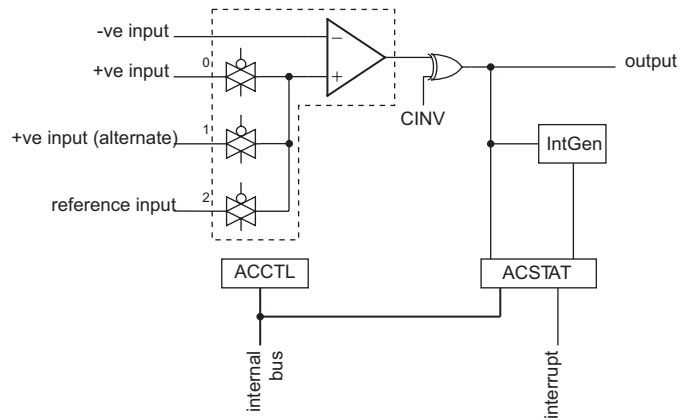 -ve input
−
+ve input
0
+
output
CINV
+ve input (alternate)
1
IntGen
reference input
2
ACCTL
ACSTAT
internal
bus
interrupt